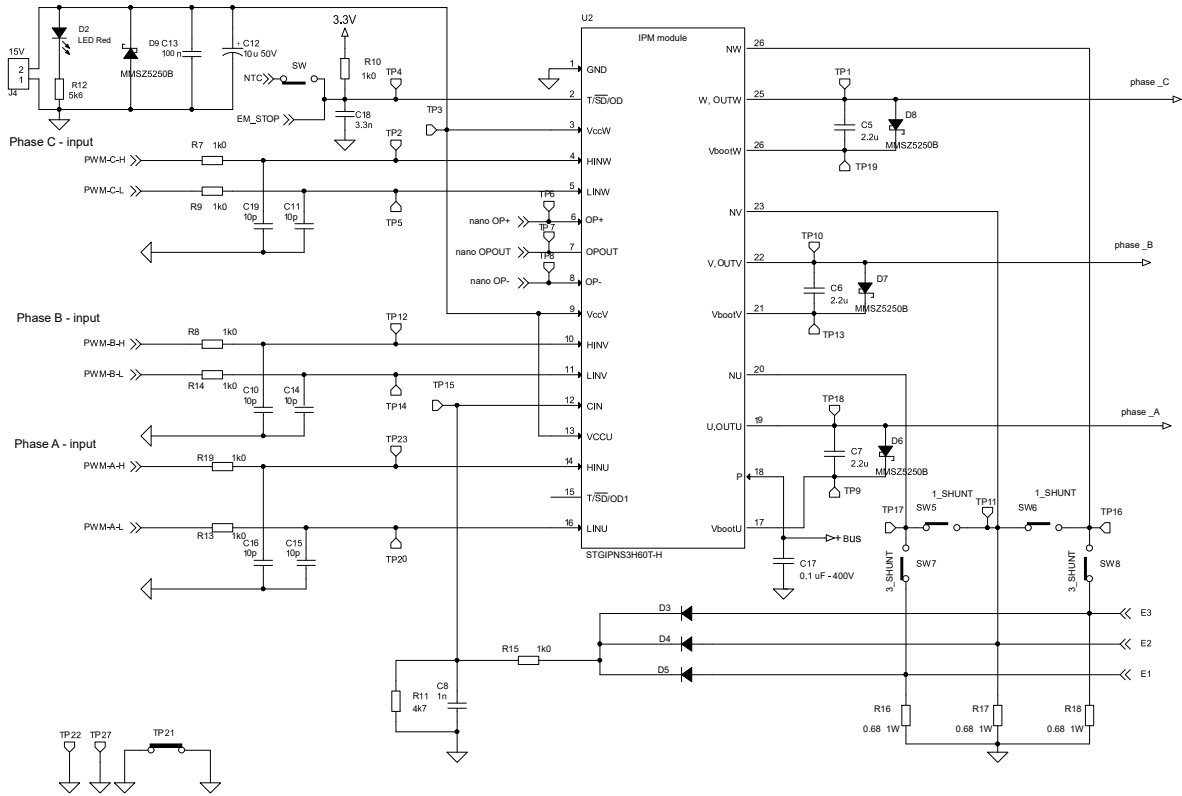 U2
IPM module
STGIPNS3H60T-H
15V
2
1
J4
D2
LED Red
R12
5k6
D9
MMSZ5250B
C13
100 n
+ C12
10 u 50V
3.3V
R10
1k0
NTC
SW
EM_STOP
C18
3.3n
TP4
TP3
Phase C - input
PWM-C-H
R7 1k0
TP2
PWM-C-L
R9 1k0
C19
10p
C11
10p
TP5
nano OP+
TP6
nano OPOUT
TP7
nano OP-
TP8
Phase B - input
PWM-B-H
R8 1k0
TP12
PWM-B-L
R14 1k0
C10
10p
C14
10p
TP14
TP15
Phase A - input
PWM-A-H
R19 1k0
TP23
PWM-A-L
R13 1k0
C16
10p
C15
10p
TP20
1 GND
2 T/SD/OD
3 VccW
4 HINW
5 LINW
6 OP+
7 OPOUT
8 OP-
9 VccV
10 HINV
11 LINV
12 CIN
13 VCCU
14 HINU
15 T/SD/OD1
16 LINU
NW 26
W, OUTW 25
VbootW 26
NV 23
V, OUTV 22
VbootV 21
NU 20
U,OUTU 19
P 18
VbootU 17
TP1
phase _C
C5
2.2u
D8
MMSZ5250B
TP19
TP10
phase _B
C6
2.2u
D7
MMSZ5250B
TP13
TP18
phase _A
C7
2.2u
D6
MMSZ5250B
TP9
+ BUS
C17
0,1 uF - 400V
1_SHUNT
TP17
SW5
TP11
1_SHUNT
SW6
TP16
3_SHUNT
SW7
3_SHUNT
SW8
D3
E3
D4
E2
D5
E1
R15 1k0
R11
4k7
C8
1n
R16
0.68 1W
R17
0.68 1W
R18
0.68 1W
TP22
TP27
TP21